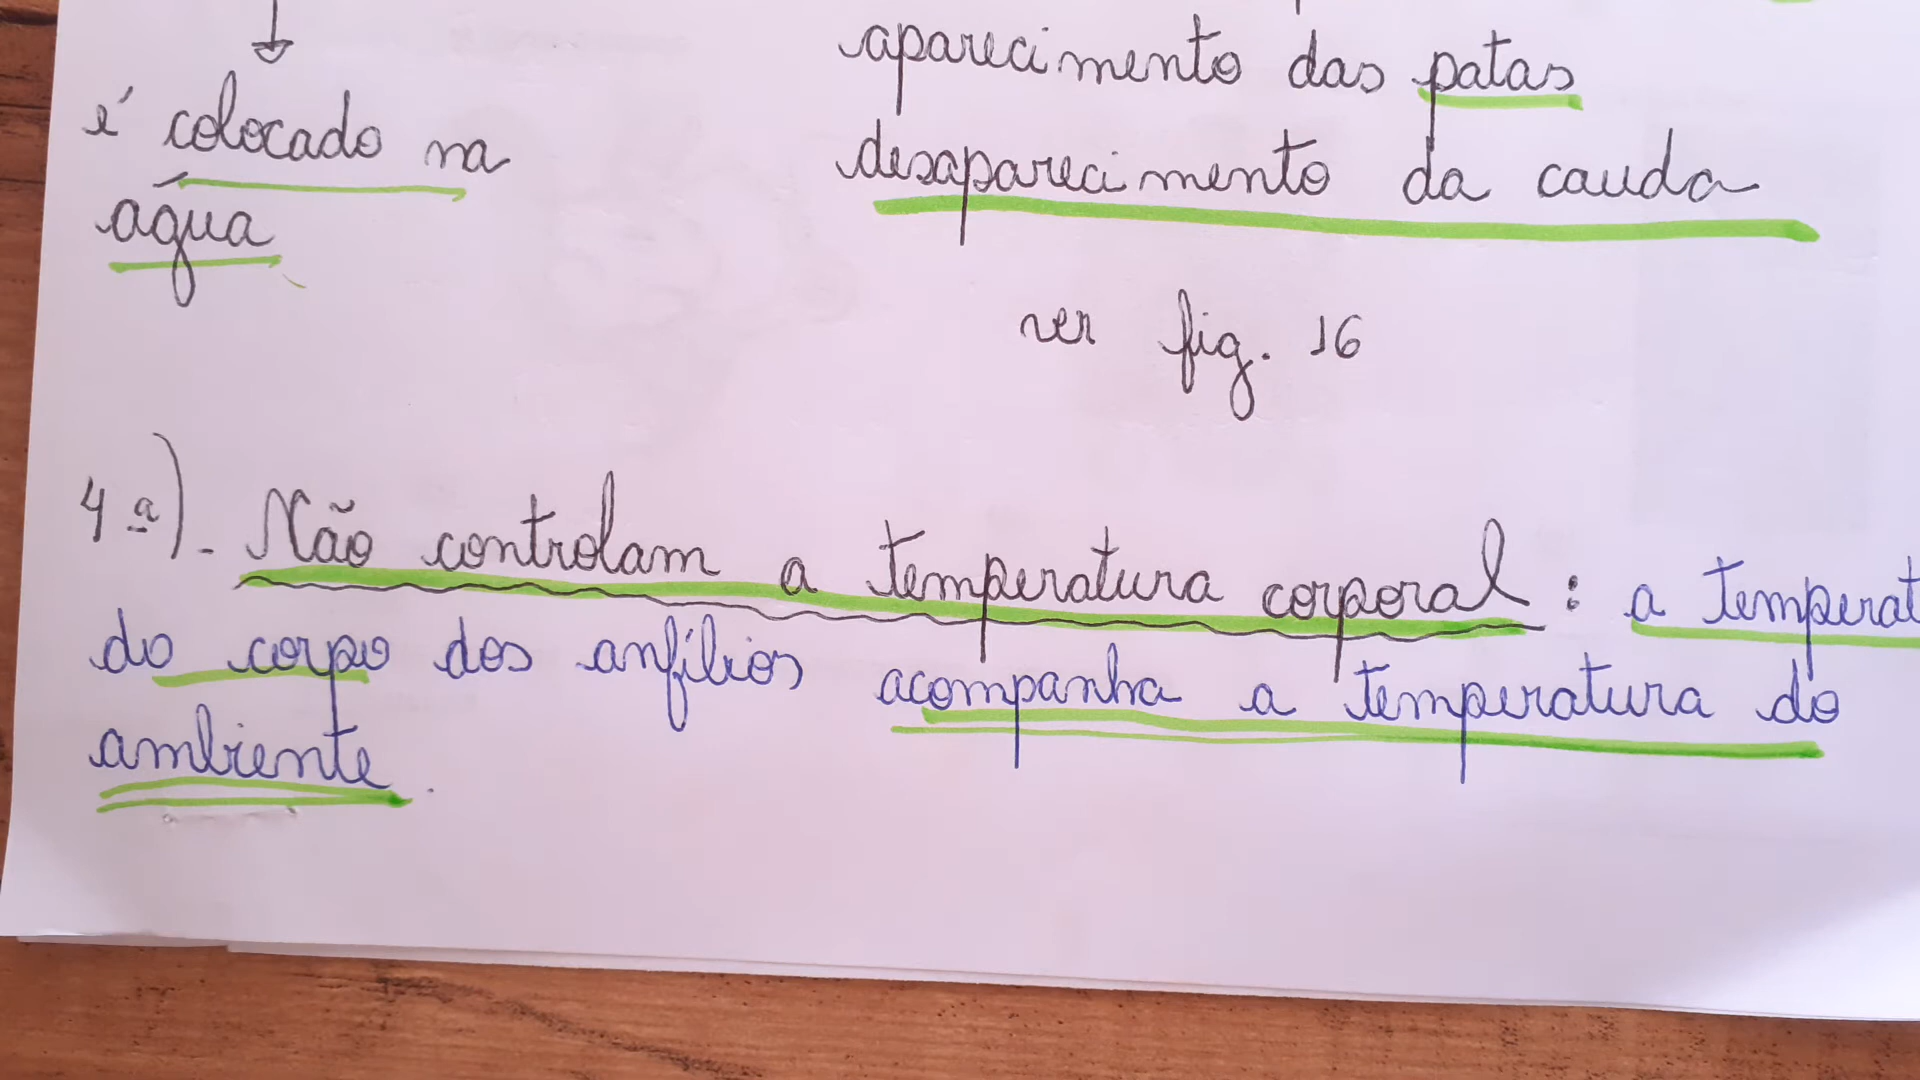 é colocado na
água
aparecimento das patas
desaparecimento da cauda
ver fig. 16
4ª)- Não controlam a temperatura corporal : a temperat
do corpo dos anfíbios acompanha a temperatura do
ambiente.